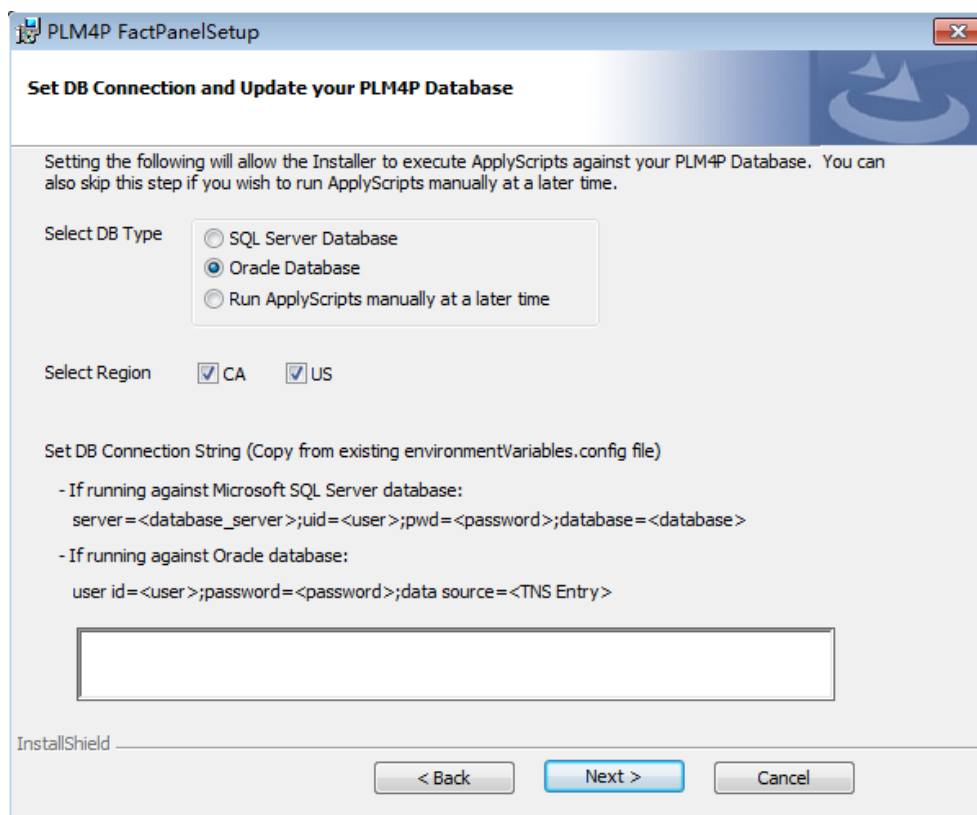 PLM4P FactPanelSetup
Set DB Connection and Update your PLM4P Database
Setting the following will allow the Installer to execute ApplyScripts against your PLM4P Database.  You can
also skip this step if you wish to run ApplyScripts manually at a later time.
Select DB Type
SQL Server Database
Oracle Database
Run ApplyScripts manually at a later time
Select Region
CA
US
Set DB Connection String (Copy from existing environmentVariables.config file)
- If running against Microsoft SQL Server database:
server=<database_server>;uid=<user>;pwd=<password>;database=<database>
- If running against Oracle database:
user id=<user>;password=<password>;data source=<TNS Entry>
InstallShield
< Back
Next >
Cancel